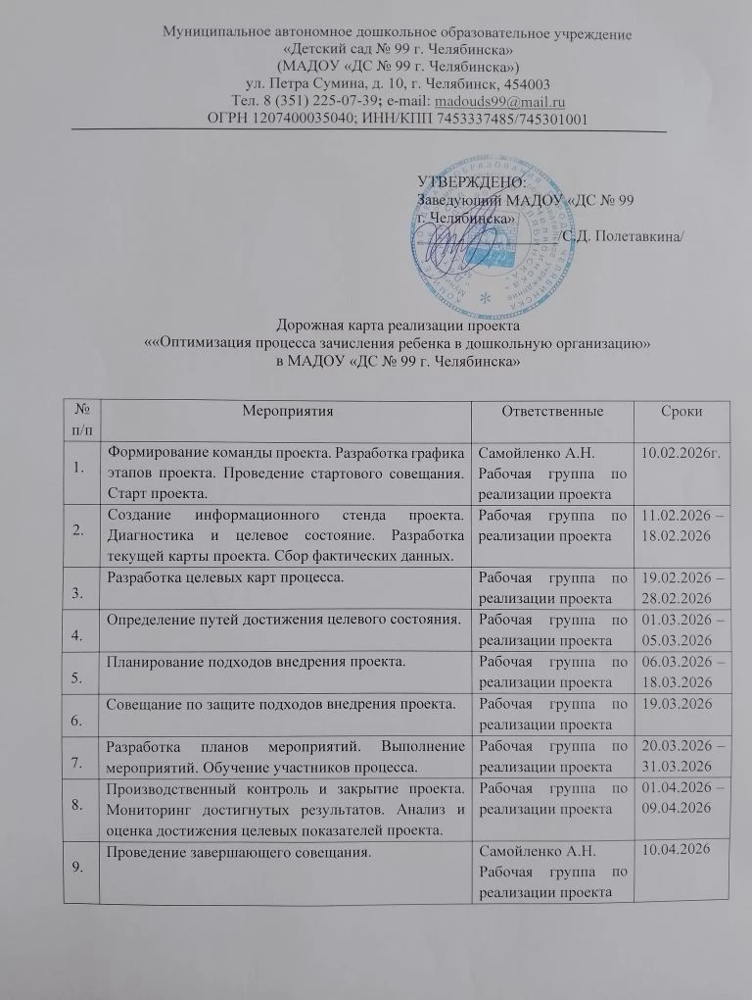 Муниципальное автономное дошкольное образовательное учреждение
«Детский сад № 99 г. Челябинска»
(МАДОУ «ДС № 99 г. Челябинска»)
ул. Петра Сумина, д. 10, г. Челябинск, 454003
Тел. 8 (351) 225-07-39; e-mail: madouds99@mail.ru
ОГРН 1207400035040; ИНН/КПП 7453337485/745301001
УТВЕРЖДЕНО:
Заведующий МАДОУ «ДС № 99
г. Челябинска»
/С.Д. Полетавкина/
Дорожная карта реализации проекта
««Оптимизация процесса зачисления ребенка в дошкольную организацию»
в МАДОУ «ДС № 99 г. Челябинска»
№ п/п Мероприятия Ответственные Сроки
1. Формирование команды проекта. Разработка графика
этапов проекта. Проведение стартового совещания.
Старт проекта.
Самойленко А.Н.
Рабочая группа по
реализации проекта
10.02.2026г.
2. Создание информационного стенда проекта.
Диагностика и целевое состояние. Разработка
текущей карты проекта. Сбор фактических данных.
Рабочая группа по
реализации проекта
11.02.2026 –
18.02.2026
3. Разработка целевых карт процесса.
Рабочая группа по
реализации проекта
19.02.2026 –
28.02.2026
4. Определение путей достижения целевого состояния.
Рабочая группа по
реализации проекта
01.03.2026 –
05.03.2026
5. Планирование подходов внедрения проекта.
Рабочая группа по
реализации проекта
06.03.2026 –
18.03.2026
6. Совещание по защите подходов внедрения проекта.
Рабочая группа по
реализации проекта
19.03.2026
7. Разработка планов мероприятий. Выполнение
мероприятий. Обучение участников процесса.
Рабочая группа по
реализации проекта
20.03.2026 –
31.03.2026
8. Производственный контроль и закрытие проекта.
Мониторинг достигнутых результатов. Анализ и
оценка достижения целевых показателей проекта.
Рабочая группа по
реализации проекта
01.04.2026 –
09.04.2026
9. Проведение завершающего совещания.
Самойленко А.Н.
Рабочая группа по
реализации проекта
10.04.2026